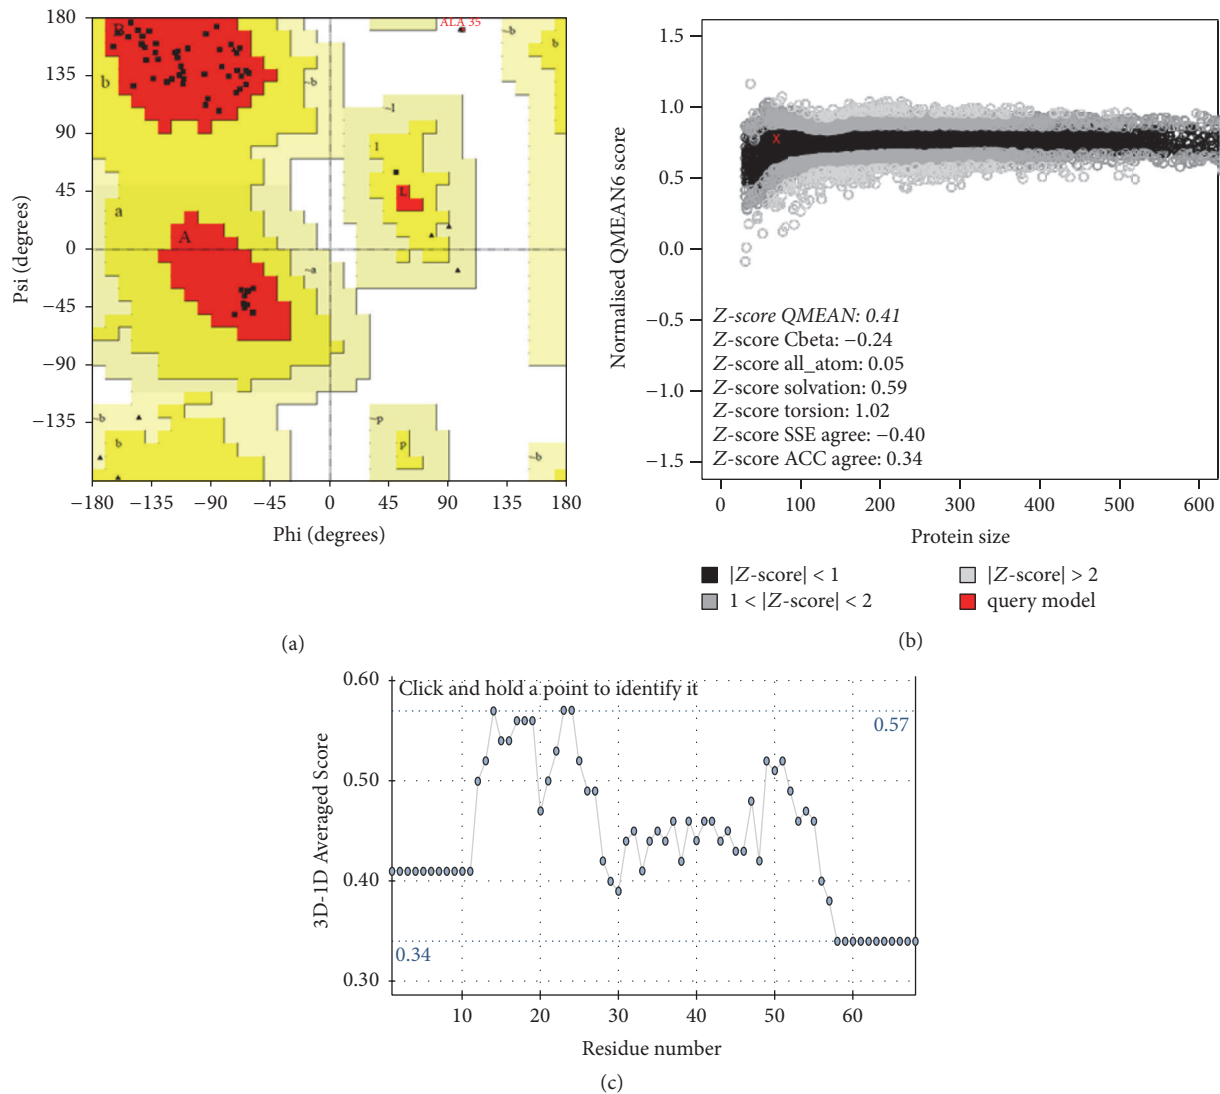 ALA 35
180
135
90
45
0
−45
−90
−135
Psi (degrees)
B
b
~b
b
~b
~l
l
L
a
A
~a
~b
b
~p
p
~b
−180
−135
−90
−45
0
45
90
135
180
Phi (degrees)
(a)
1.5
1.0
0.5
0.0
−0.5
−1.0
−1.5
Normalised QMEAN6 score
X
Z-score QMEAN: 0.41
Z-score Cbeta: −0.24
Z-score all_atom: 0.05
Z-score solvation: 0.59
Z-score torsion: 1.02
Z-score SSE agree: −0.40
Z-score ACC agree: 0.34
0
100
200
300
400
500
600
Protein size
|Z-score| < 1
1 < |Z-score| < 2
|Z-score| > 2
query model
(b)
Click and hold a point to identify it
0.60
0.50
0.40
0.30
3D-1D Averaged Score
0.57
0.34
10
20
30
40
50
60
Residue number
(c)